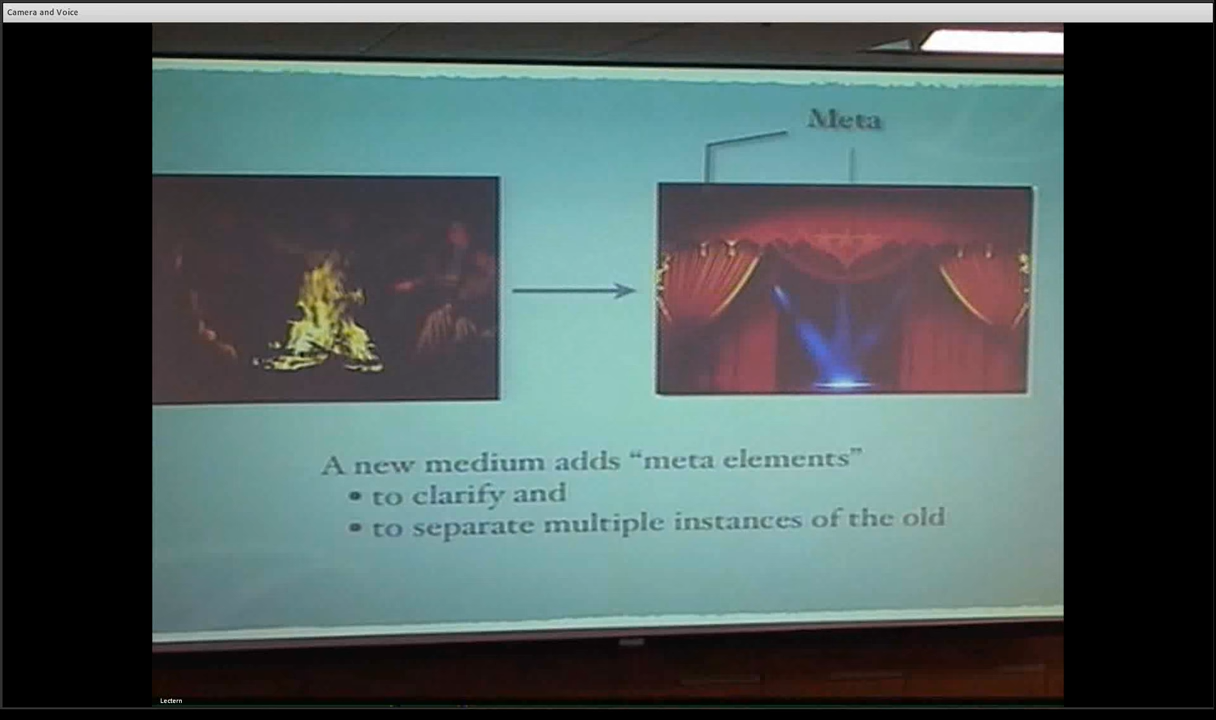 Camera and Voice
Meta
A new medium adds “meta elements”
• to clarify and
• to separate multiple instances of the old
Lectern